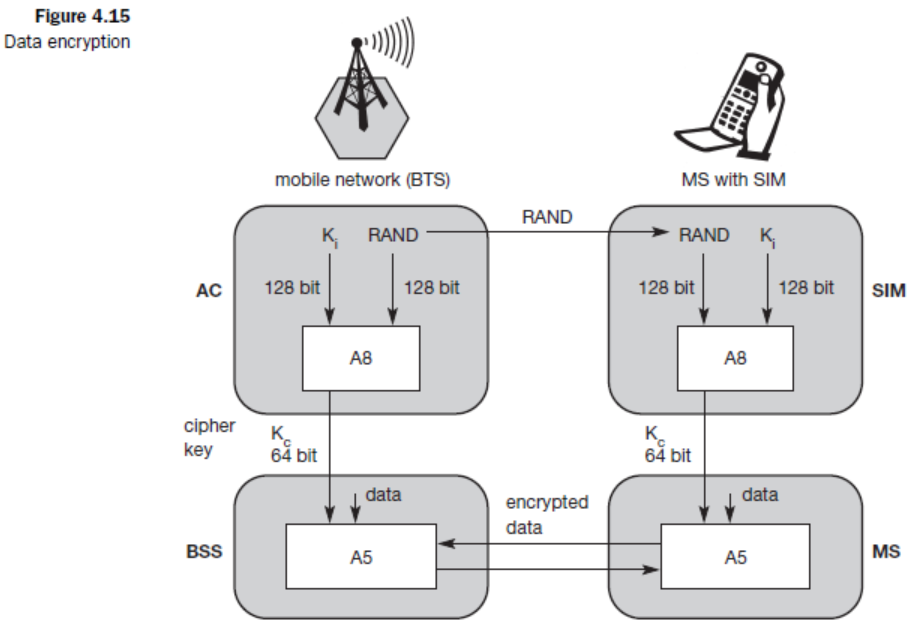 Figure 4.15
Data encryption
mobile network (BTS)
MS with SIM
RAND
Ki RAND
RAND Ki
AC
128 bit 128 bit
128 bit 128 bit
SIM
A8
A8
cipher
key
Kc
64 bit
Kc
64 bit
data
data
encrypted
data
BSS
A5
A5
MS